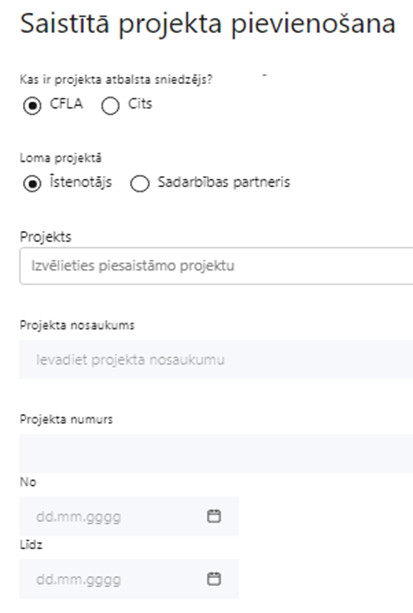 Saistītā projekta pievienošana
Kas ir projekta atbalsta sniedzējs?
CFLA Cits
Loma projektā
Īstenotājs Sadarbības partneris
Projekts
Izvēlieties piesaistāmo projektu
Projekta nosaukums
Ievadiet projekta nosaukumu
Projekta numurs
No
dd.mm.gggg
Līdz
dd.mm.gggg